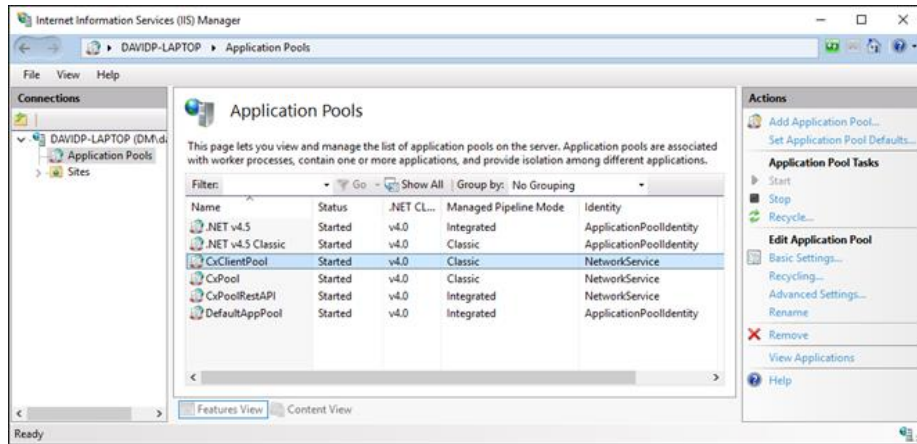 Internet Information Services (IIS) Manager
DAVIDP-LAPTOP Application Pools
File View Help
Connections
DAVIDP-LAPTOP (DM\da
Application Pools
Sites
Application Pools
This page lets you view and manage the list of application pools on the server. Application pools are associated
with worker processes, contain one or more applications, and provide isolation among different applications.
Filter: Go Show All Group by: No Grouping
Name Status .NET CL... Managed Pipeline Mode Identity
.NET v4.5 Started v4.0 Integrated ApplicationPoolIdentity
.NET v4.5 Classic Started v4.0 Classic ApplicationPoolIdentity
CxClientPool Started v4.0 Classic NetworkService
CxPool Started v4.0 Classic NetworkService
CxPoolRestAPI Started v4.0 Integrated NetworkService
DefaultAppPool Started v4.0 Integrated ApplicationPoolIdentity
Features View Content View
Actions
Add Application Pool...
Set Application Pool Defaults...
Application Pool Tasks
Start
Stop
Recycle...
Edit Application Pool
Basic Settings...
Recycling...
Advanced Settings...
Rename
Remove
View Applications
Help
Ready